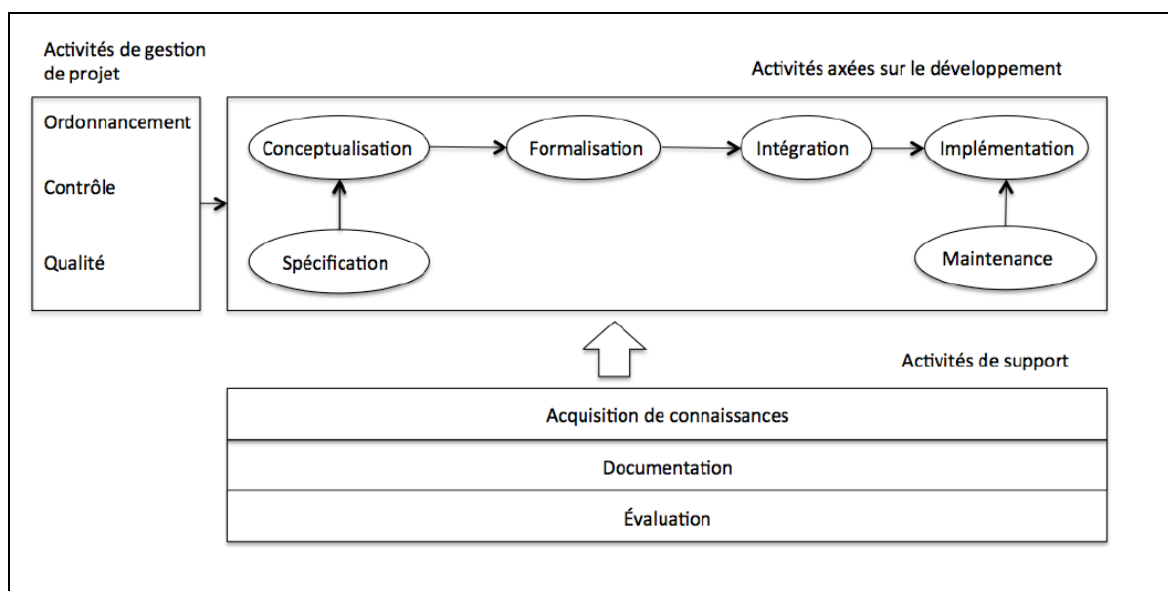 Activités de gestion
de projet
Activités axées sur le développement
Ordonnancement
Contrôle
Qualité
Conceptualisation
Formalisation
Intégration
Implémentation
Spécification
Maintenance
Activités de support
Acquisition de connaissances
Documentation
Évaluation